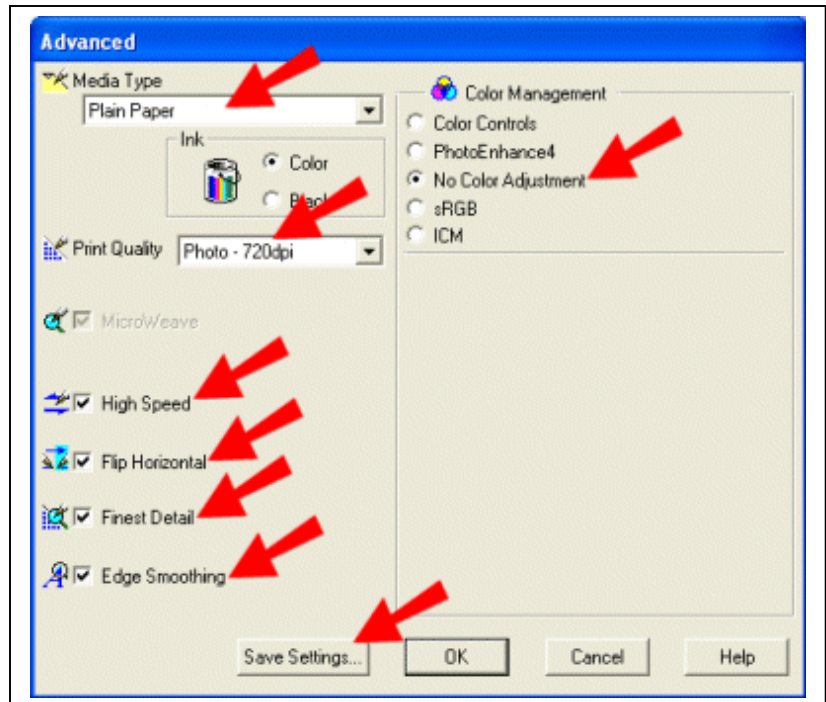 Advanced
Media Type
Plain Paper
Ink
Color
Black
Print Quality
Photo - 720dpi
MicroWeave
High Speed
Flip Horizontal
Finest Detail
Edge Smoothing
Color Management
Color Controls
PhotoEnhance4
No Color Adjustment
sRGB
ICM
Save Settings...
OK
Cancel
Help